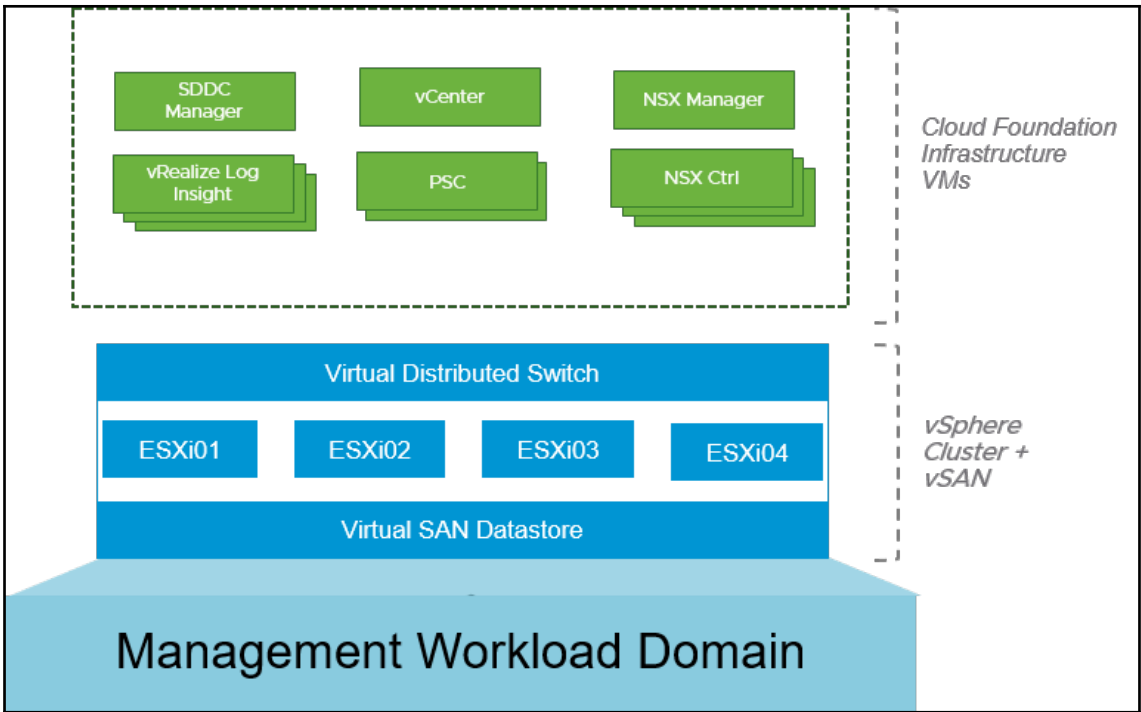 SDDC
Manager
vCenter
NSX Manager
vRealize Log
Insight
PSC
NSX Ctrl
Cloud Foundation
Infrastructure
VMs
Virtual Distributed Switch
ESXi01
ESXi02
ESXi03
ESXi04
Virtual SAN Datastore
vSphere
Cluster +
vSAN
Management Workload Domain